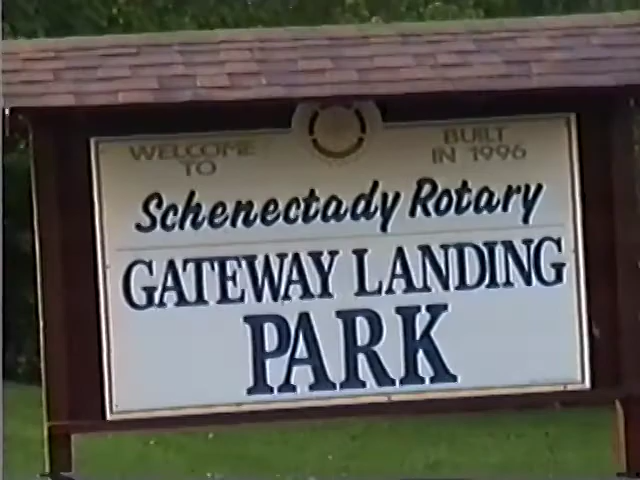 WELCOME TO
BUILT IN 1996
Schenectady Rotary
GATEWAY LANDING
PARK